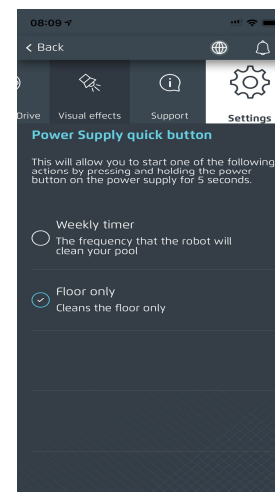 08:09
< Back
Drive Visual effects Support Settings
Power Supply quick button
This will allow you to start one of the following
actions by pressing and holding the power
button on the power supply for 5 seconds.
Weekly timer
The frequency that the robot will
clean your pool
Floor only
Cleans the floor only